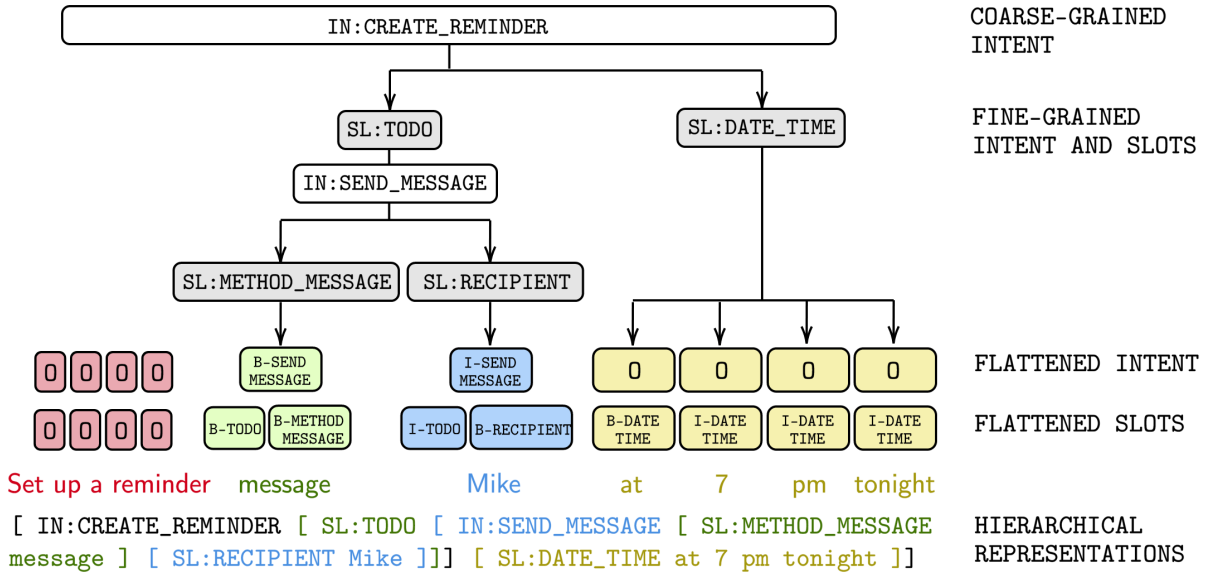 IN:CREATE_REMINDER
COARSE-GRAINED
INTENT
SL:TODO
SL:DATE_TIME
FINE-GRAINED
INTENT AND SLOTS
IN:SEND_MESSAGE
SL:METHOD_MESSAGE
SL:RECIPIENT
O O O O
B-SEND
MESSAGE
I-SEND
MESSAGE
O O O O
FLATTENED INTENT
O O O O
B-TODO
B-METHOD
MESSAGE
I-TODO
B-RECIPIENT
B-DATE
TIME
I-DATE
TIME
I-DATE
TIME
I-DATE
TIME
FLATTENED SLOTS
Set up a reminder message Mike at 7 pm tonight
[ IN:CREATE_REMINDER [ SL:TODO [ IN:SEND_MESSAGE [ SL:METHOD_MESSAGE
message ] [ SL:RECIPIENT Mike ]]] [ SL:DATE_TIME at 7 pm tonight ]]
HIERARCHICAL
REPRESENTATIONS